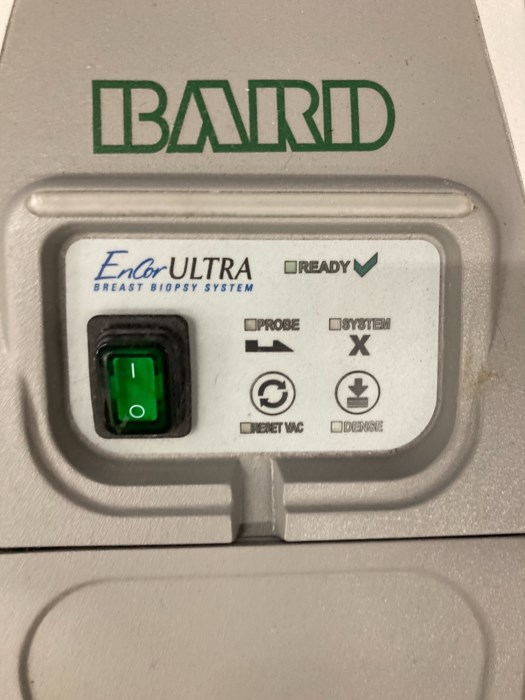 BARD
EnCor ULTRA
BREAST BIOPSY SYSTEM
READY
PROBE
SYSTEM
X
RESET VAC
DENSE
I
O